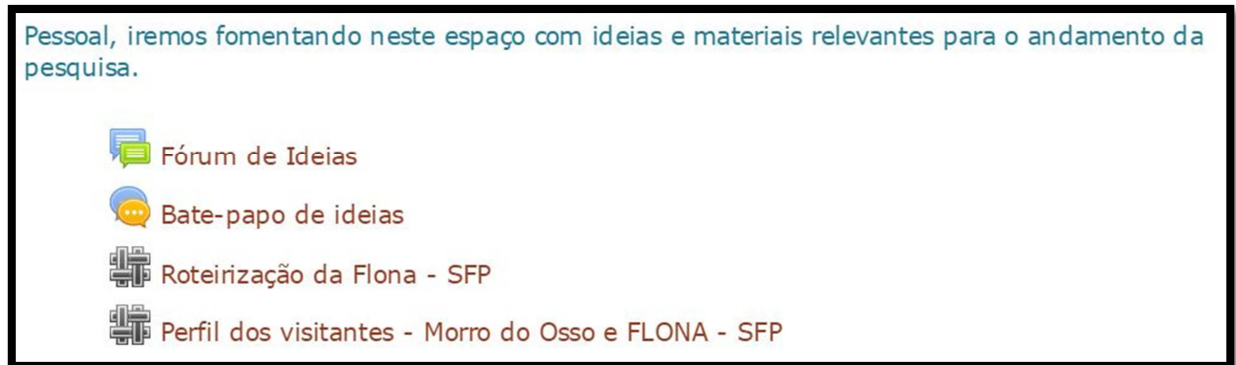 Pessoal, iremos fomentando neste espaço com ideias e materiais relevantes para o andamento da
pesquisa.
Fórum de Ideias
Bate-papo de ideias
Roteirização da Flona - SFP
Perfil dos visitantes - Morro do Osso e FLONA - SFP